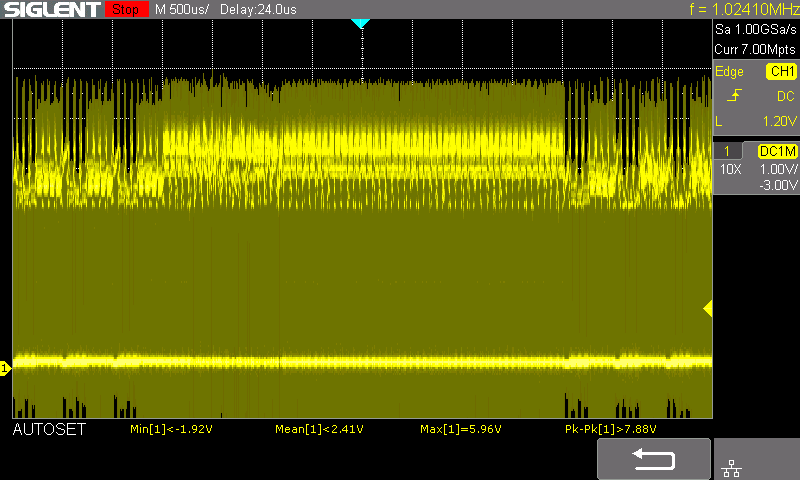 SIGLENT Stop M 500us/ Delay:24.0us f = 1.02410MHz
Sa 1.00GSa/s
Curr 7.00Mpts
Edge CH1
DC
L 1.20V
1 DC1M
10X 1.00V/
-3.00V
1
AUTOSET Min[1]<-1.92V Mean[1]<2.41V Max[1]=5.96V Pk-Pk[1]>7.88V